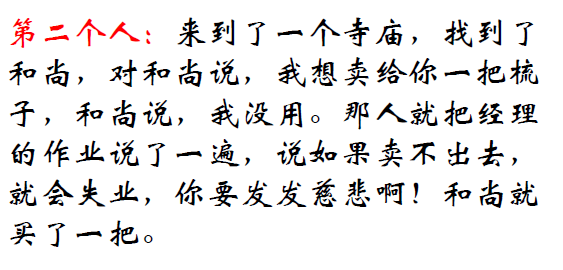 第二个人：来到了一个寺庙，找到了
和尚，对和尚说，我想卖给你一把梳
子，和尚说，我没用。那人就把经理
的作业说了一遍，说如果卖不出去，
就会失业，你要发发慈悲啊！和尚就
买了一把。